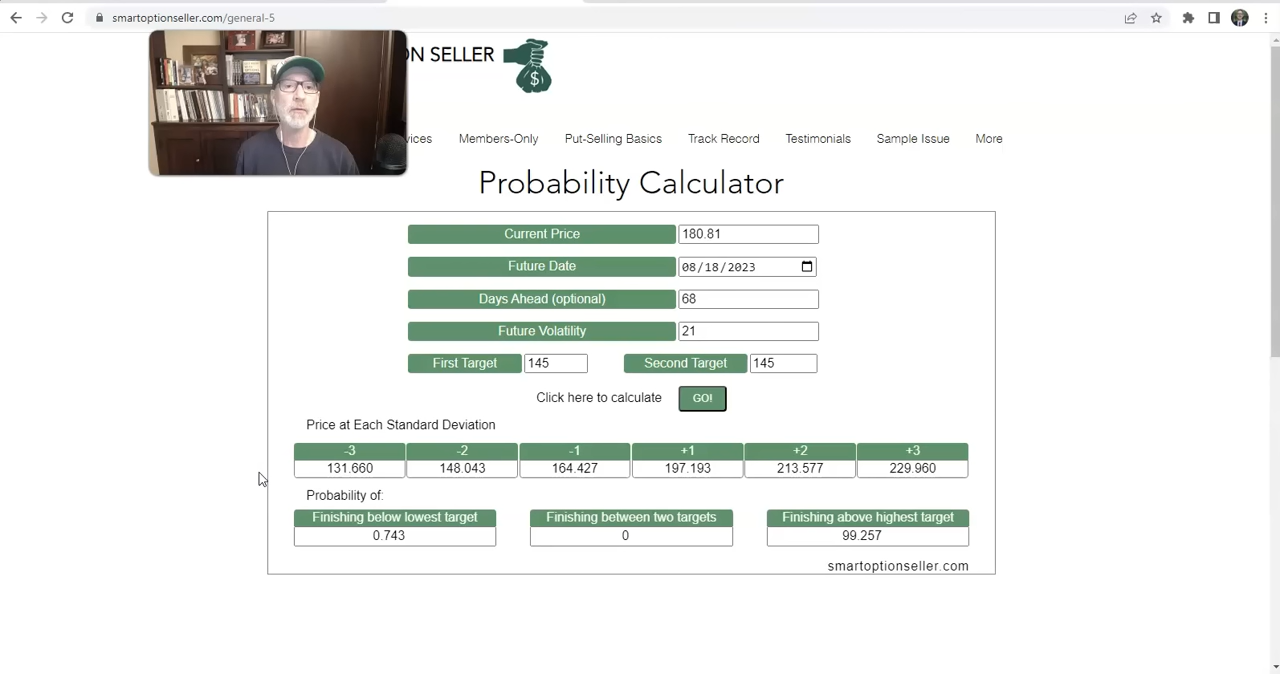 smartoptionseller.com/general-5
ON SELLER
$
vices Members-Only Put-Selling Basics Track Record Testimonials Sample Issue More
Probability Calculator
Current Price 180.81
Future Date 08/18/2023
Days Ahead (optional) 68
Future Volatility 21
First Target 145 Second Target 145
Click here to calculate GO!
Price at Each Standard Deviation
-3 -2 -1 +1 +2 +3
131.660 148.043 164.427 197.193 213.577 229.960
Probability of:
Finishing below lowest target Finishing between two targets Finishing above highest target
0.743 0 99.257
smartoptionseller.com